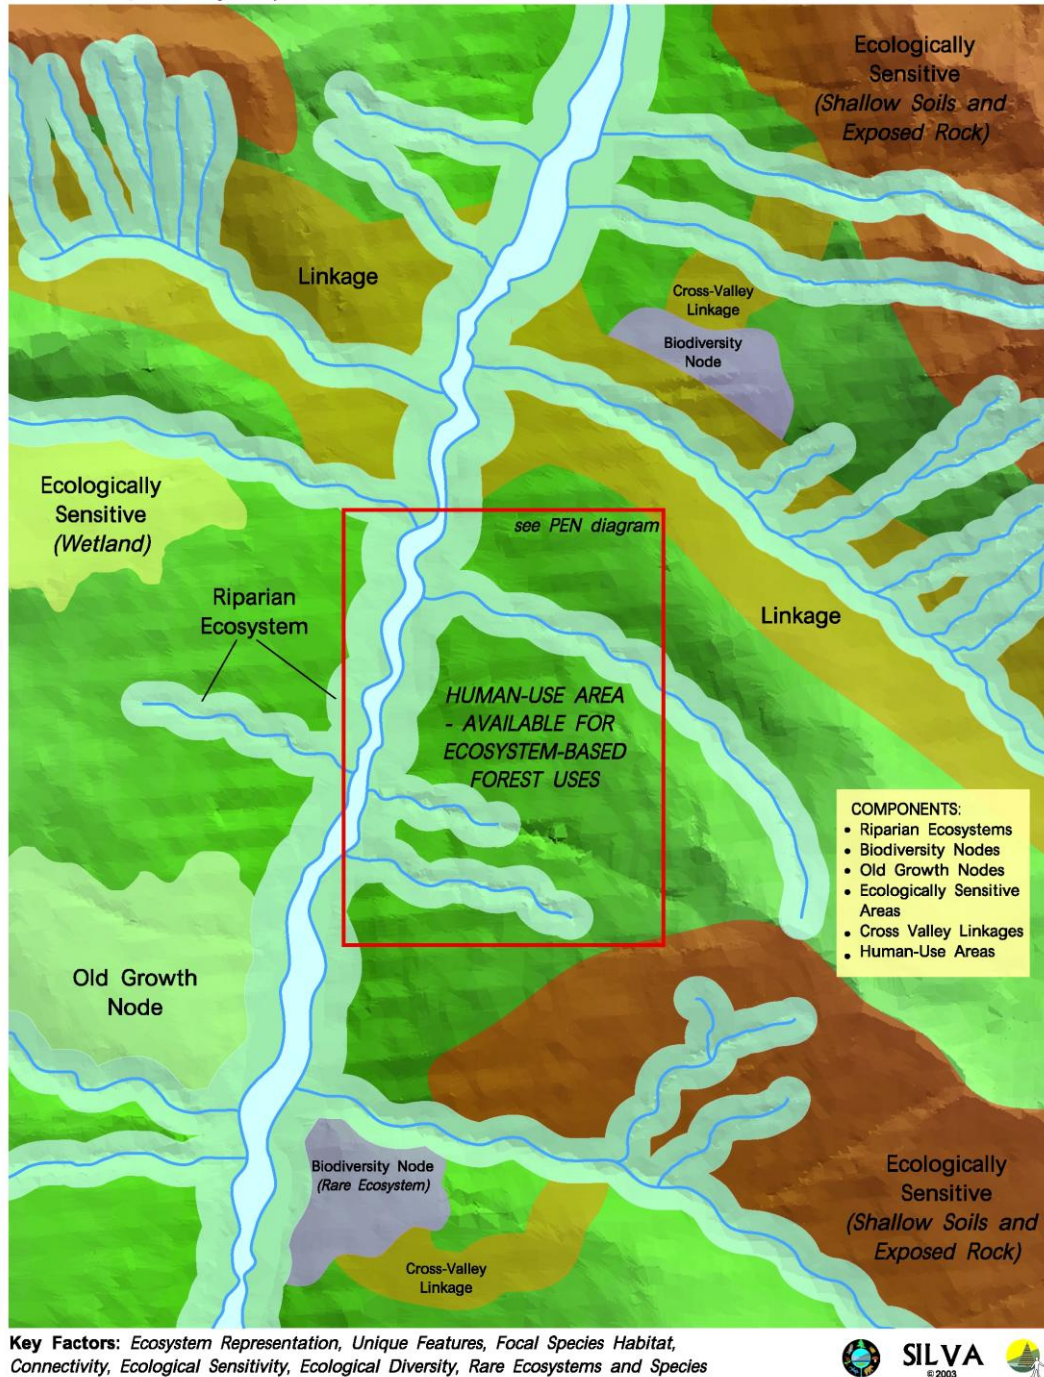 Ecologically
Sensitive
(Shallow Soils and
Exposed Rock)
Linkage
Cross-Valley
Linkage
Biodiversity
Node
Ecologically
Sensitive
(Wetland)
see PEN diagram
Riparian
Ecosystem
Linkage
HUMAN-USE AREA
- AVAILABLE FOR
ECOSYSTEM-BASED
FOREST USES
COMPONENTS:
• Riparian Ecosystems
• Biodiversity Nodes
• Old Growth Nodes
• Ecologically Sensitive
Areas
• Cross Valley Linkages
• Human-Use Areas
Old Growth
Node
Biodiversity Node
(Rare Ecosystem)
Ecologically
Sensitive
(Shallow Soils and
Exposed Rock)
Cross-Valley
Linkage
Key Factors: Ecosystem Representation, Unique Features, Focal Species Habitat,
Connectivity, Ecological Sensitivity, Ecological Diversity, Rare Ecosystems and Species
SILVA
© 2003